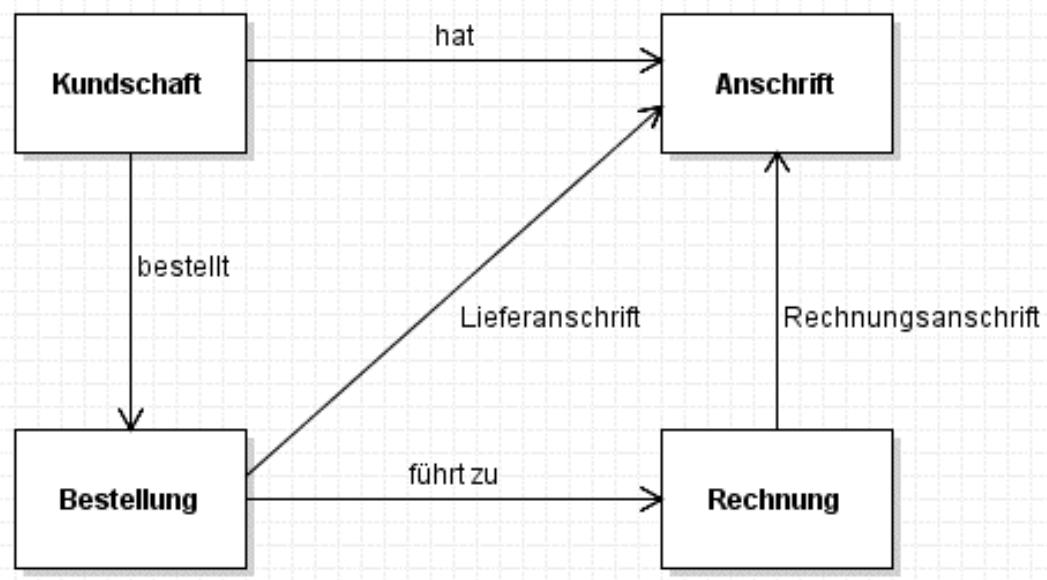 hat
Kundschaft
Anschrift
bestellt
Lieferanschrift
Rechnungsanschrift
führt zu
Bestellung
Rechnung